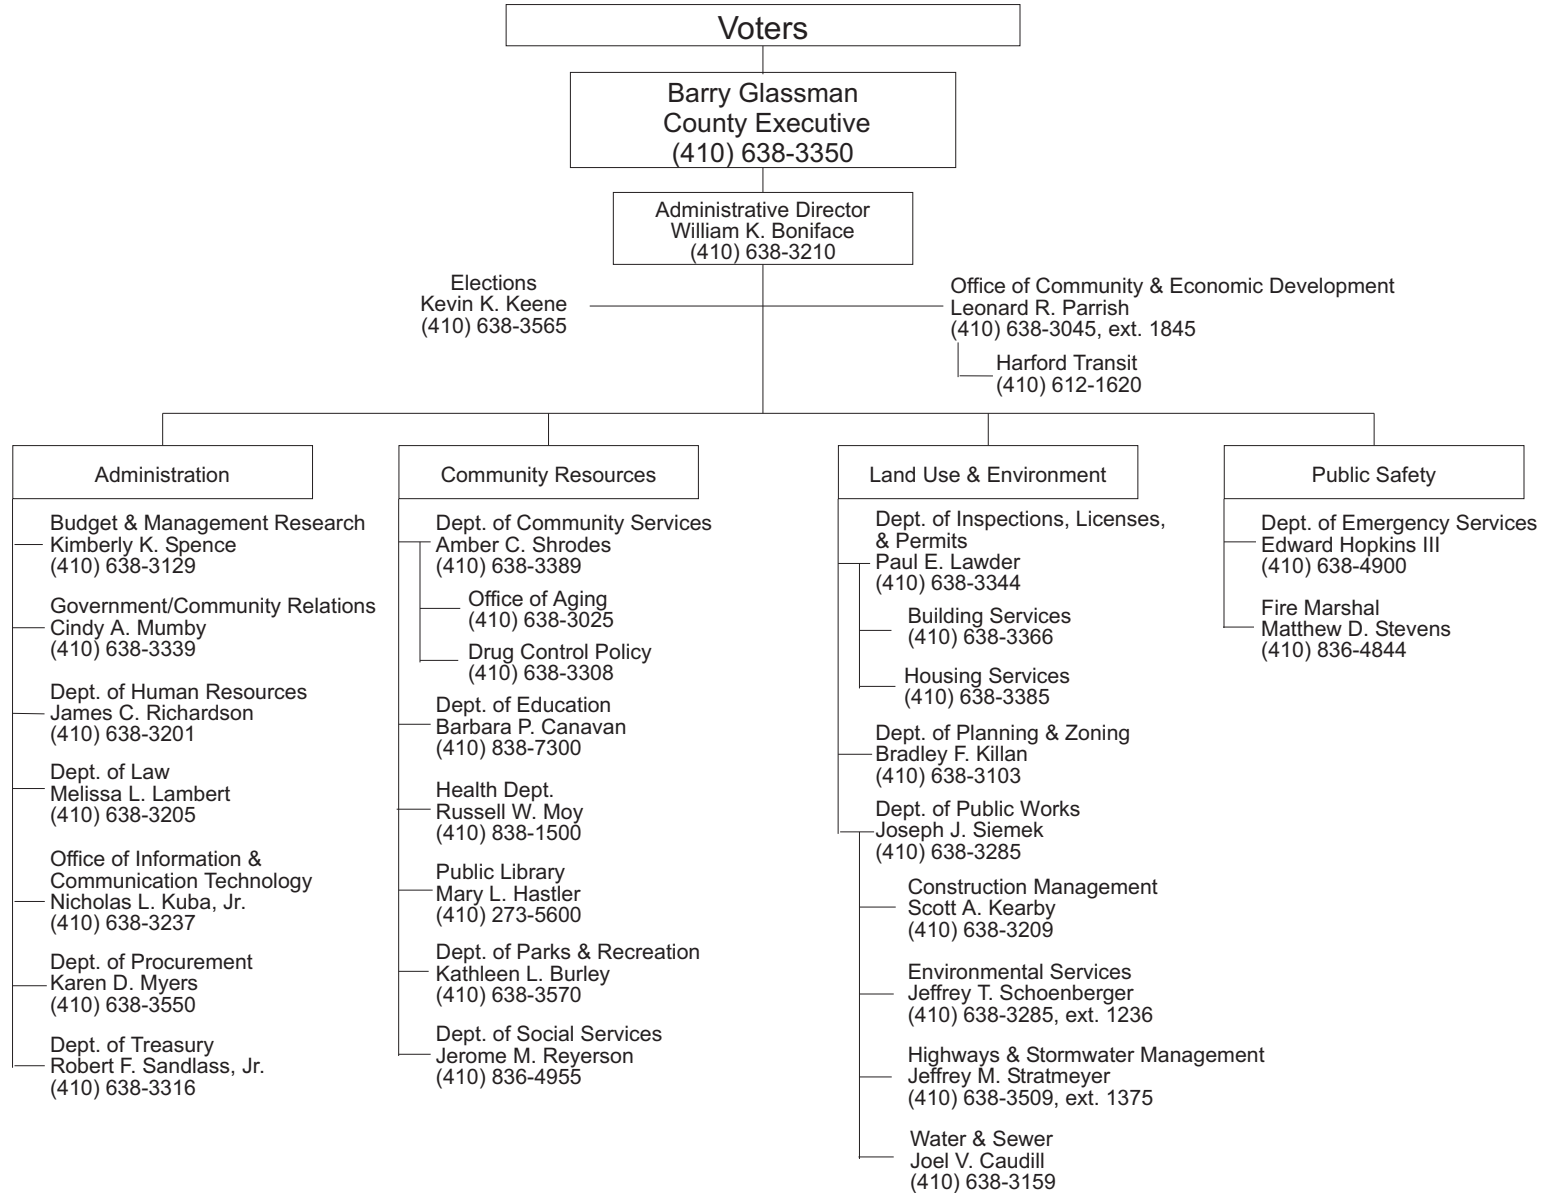 Voters
Barry Glassman
County Executive
(410) 638-3350
Administrative Director
William K. Boniface
(410) 638-3210
Elections
Kevin K. Keene
(410) 638-3565
Office of Community & Economic Development
Leonard R. Parrish
(410) 638-3045, ext. 1845
Harford Transit
(410) 612-1620
Administration
Budget & Management Research
Kimberly K. Spence
(410) 638-3129
Government/Community Relations
Cindy A. Mumby
(410) 638-3339
Dept. of Human Resources
James C. Richardson
(410) 638-3201
Dept. of Law
Melissa L. Lambert
(410) 638-3205
Office of Information &
Communication Technology
Nicholas L. Kuba, Jr.
(410) 638-3237
Dept. of Procurement
Karen D. Myers
(410) 638-3550
Dept. of Treasury
Robert F. Sandlass, Jr.
(410) 638-3316
Community Resources
Dept. of Community Services
Amber C. Shrodes
(410) 638-3389
Office of Aging
(410) 638-3025
Drug Control Policy
(410) 638-3308
Dept. of Education
Barbara P. Canavan
(410) 838-7300
Health Dept.
Russell W. Moy
(410) 838-1500
Public Library
Mary L. Hastler
(410) 273-5600
Dept. of Parks & Recreation
Kathleen L. Burley
(410) 638-3570
Dept. of Social Services
Jerome M. Reyerson
(410) 836-4955
Land Use & Environment
Dept. of Inspections, Licenses,
& Permits
Paul E. Lawder
(410) 638-3344
Building Services
(410) 638-3366
Housing Services
(410) 638-3385
Dept. of Planning & Zoning
Bradley F. Killan
(410) 638-3103
Dept. of Public Works
Joseph J. Siemek
(410) 638-3285
Construction Management
Scott A. Kearby
(410) 638-3209
Environmental Services
Jeffrey T. Schoenberger
(410) 638-3285, ext. 1236
Highways & Stormwater Management
Jeffrey M. Stratmeyer
(410) 638-3509, ext. 1375
Water & Sewer
Joel V. Caudill
(410) 638-3159
Public Safety
Dept. of Emergency Services
Edward Hopkins III
(410) 638-4900
Fire Marshal
Matthew D. Stevens
(410) 836-4844